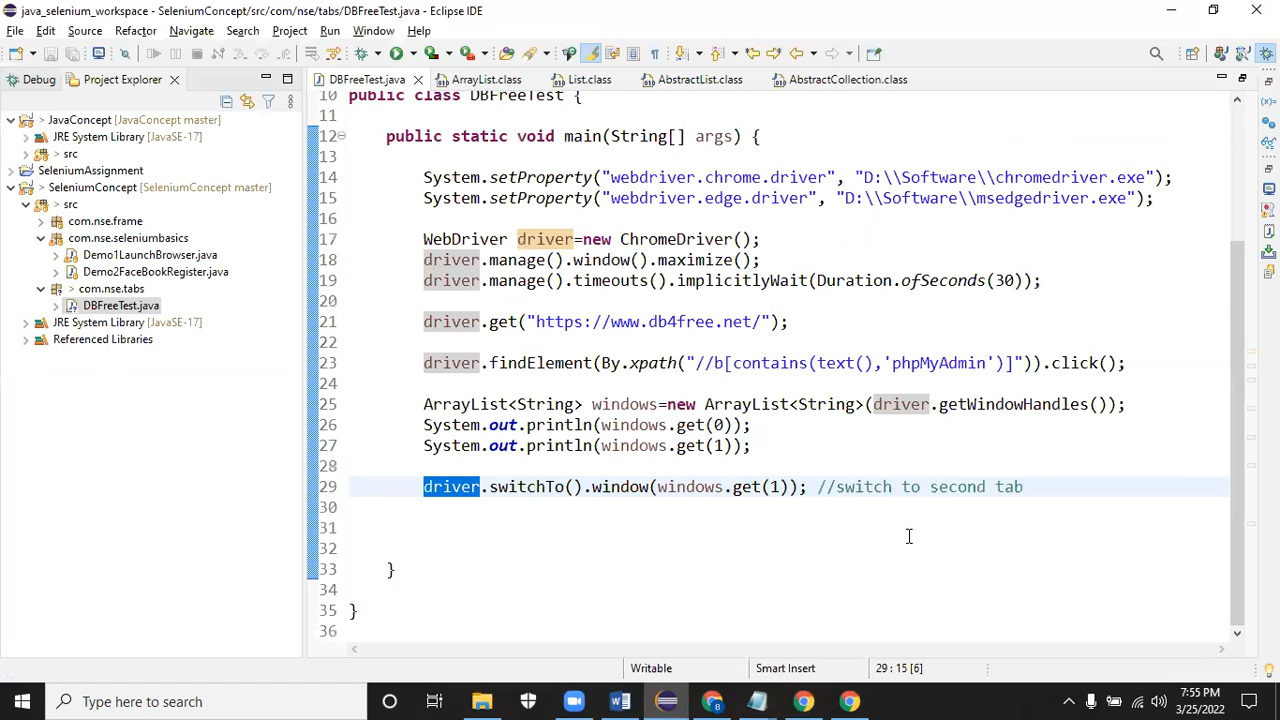 java_selenium_workspace - SeleniumConcept/src/com/nse/tabs/DBFreeTest.java - Eclipse IDE
File Edit Source Refactor Navigate Search Project Run Window Help
Debug Project Explorer
DBFreeTest.java ArrayList.class List.class AbstractList.class AbstractCollection.class
> JavaConcept [JavaConcept master]
JRE System Library [JavaSE-17]
> src
SeleniumAssignment
> SeleniumConcept [SeleniumConcept master]
> src
com.nse.frame
com.nse.seleniumbasics
Demo1LaunchBrowser.java
Demo2FaceBookRegister.java
> com.nse.tabs
DBFreeTest.java
JRE System Library [JavaSE-17]
Referenced Libraries
10 public class DBFreeTest {
11
12 public static void main(String[] args) {
13
14 System.setProperty("webdriver.chrome.driver", "D:\\Software\\chromedriver.exe");
15 System.setProperty("webdriver.edge.driver", "D:\\Software\\msedgedriver.exe");
16
17 WebDriver driver=new ChromeDriver();
18 driver.manage().window().maximize();
19 driver.manage().timeouts().implicitlyWait(Duration.ofSeconds(30));
20
21 driver.get("https://www.db4free.net/");
22
23 driver.findElement(By.xpath("//b[contains(text(),'phpMyAdmin')]")).click();
24
25 ArrayList<String> windows=new ArrayList<String>(driver.getWindowHandles());
26 System.out.println(windows.get(0));
27 System.out.println(windows.get(1));
28
29 driver.switchTo().window(windows.get(1)); //switch to second tab
30
31
32
33 }
34
35 }
36
Writable Smart Insert 29 : 15 [6]
Type here to search
7:55 PM
3/25/2022